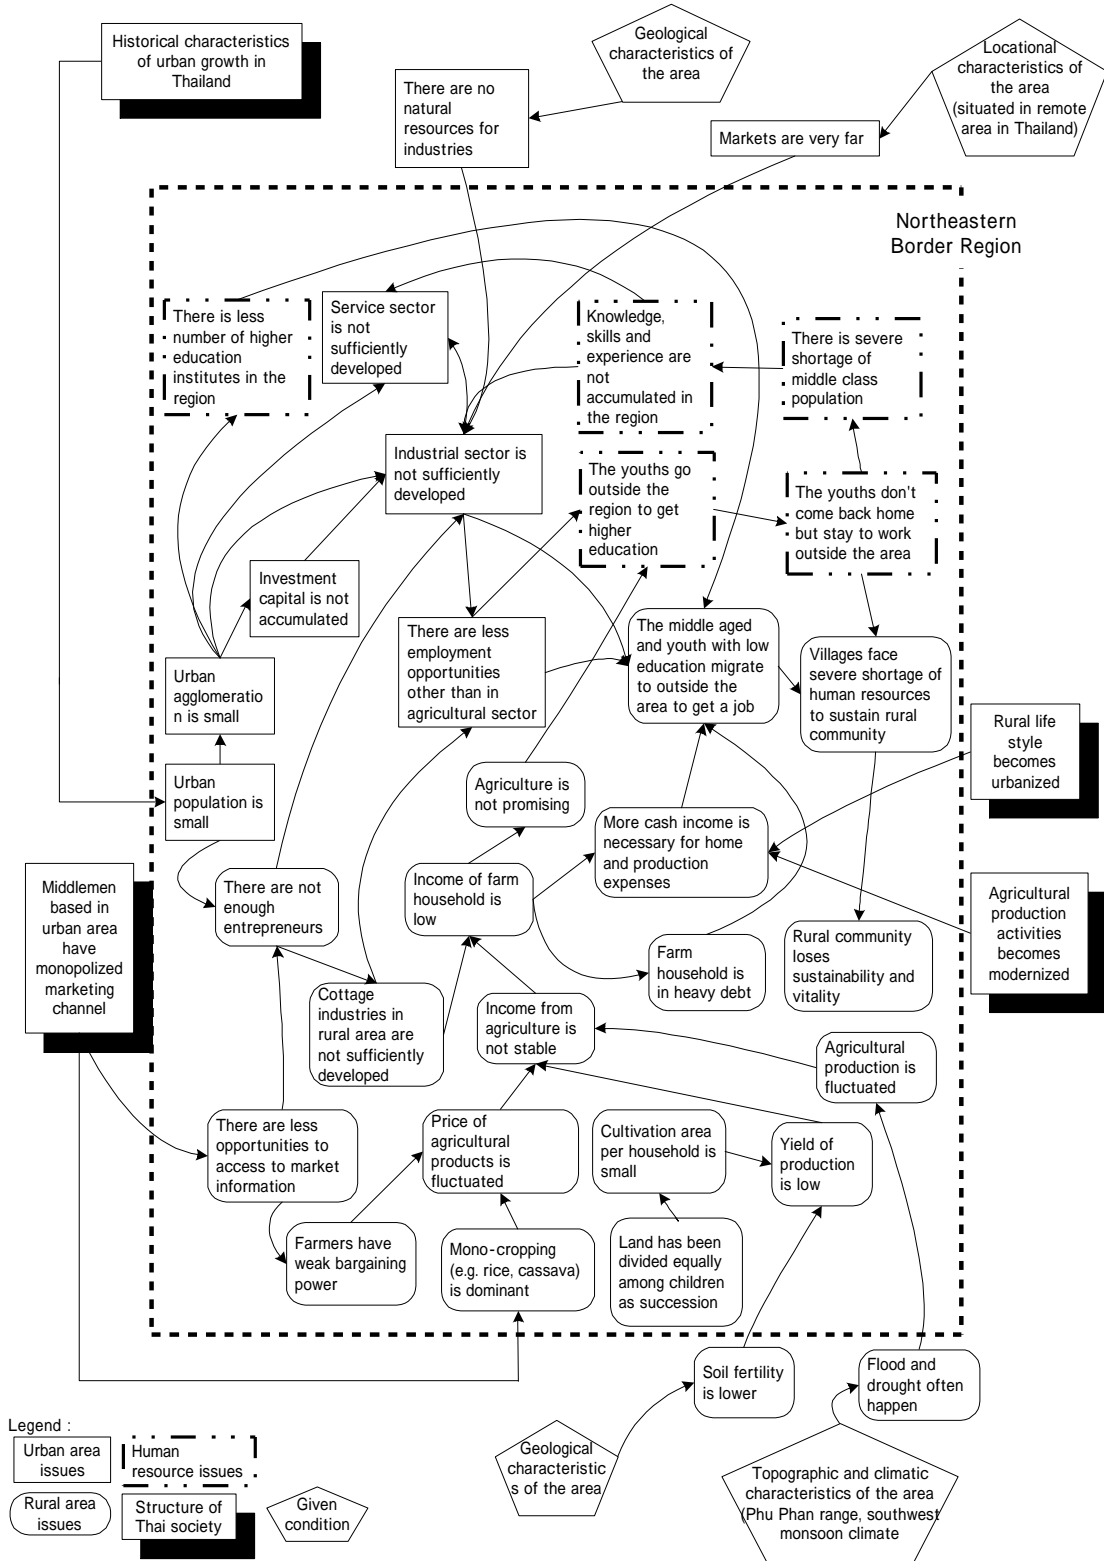 Historical characteristics
of urban growth in
Thailand
Geological
characteristics of
the area
Locational
characteristics of
the area
(situated in remote
area in Thailand)
There are no
natural
resources for
industries
Markets are very far
Northeastern
Border Region
There is less
number of higher
education
institutes in the
region
Service sector
is not
sufficiently
developed
Knowledge,
skills and
experience are
not
accumulated in
the region
There is severe
shortage of
middle class
population
Industrial sector is
not sufficiently
developed
The youths go
outside the
region to get
higher
education
The youths don't
come back home
but stay to work
outside the area
Investment
capital is not
accumulated
There are less
employment
opportunities
other than in
agricultural sector
The middle aged
and youth with low
education migrate
to outside the
area to get a job
Villages face
severe shortage of
human resources
to sustain rural
community
Urban
agglomeratio
n is small
Rural life
style
becomes
urbanized
Urban
population is
small
Agriculture is
not promising
More cash income is
necessary for home
and production
expenses
Middlemen
based in
urban area
have
monopolized
marketing
channel
There are not
enough
entrepreneurs
Income of farm
household is
low
Agricultural
production
activities
becomes
modernized
Farm
household is
in heavy debt
Rural community
loses
sustainability and
vitality
Cottage
industries in
rural area are
not sufficiently
developed
Income from
agriculture is
not stable
Agricultural
production is
fluctuated
There are less
opportunities to
access to market
information
Price of
agricultural
products is
fluctuated
Cultivation area
per household is
small
Yield of
production
is low
Farmers have
weak bargaining
power
Mono-cropping
(e.g. rice, cassava)
is dominant
Land has been
divided equally
among children
as succession
Soil fertility
is lower
Flood and
drought often
happen
Geological
characteristic
s of the area
Topographic and climatic
characteristics of the area
(Phu Phan range, southwest
monsoon climate
Legend :
Urban area
issues
Human
resource issues
Rural area
issues
Structure of
Thai society
Given
condition